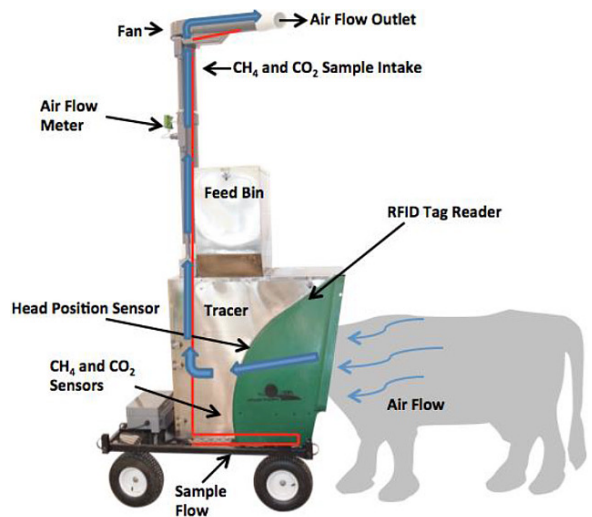 Fan
Air Flow Outlet
CH₄ and CO₂ Sample Intake
Air Flow
Meter
Feed Bin
RFID Tag Reader
Head Position Sensor
Tracer
CH₄ and CO₂
Sensors
Air Flow
Sample
Flow